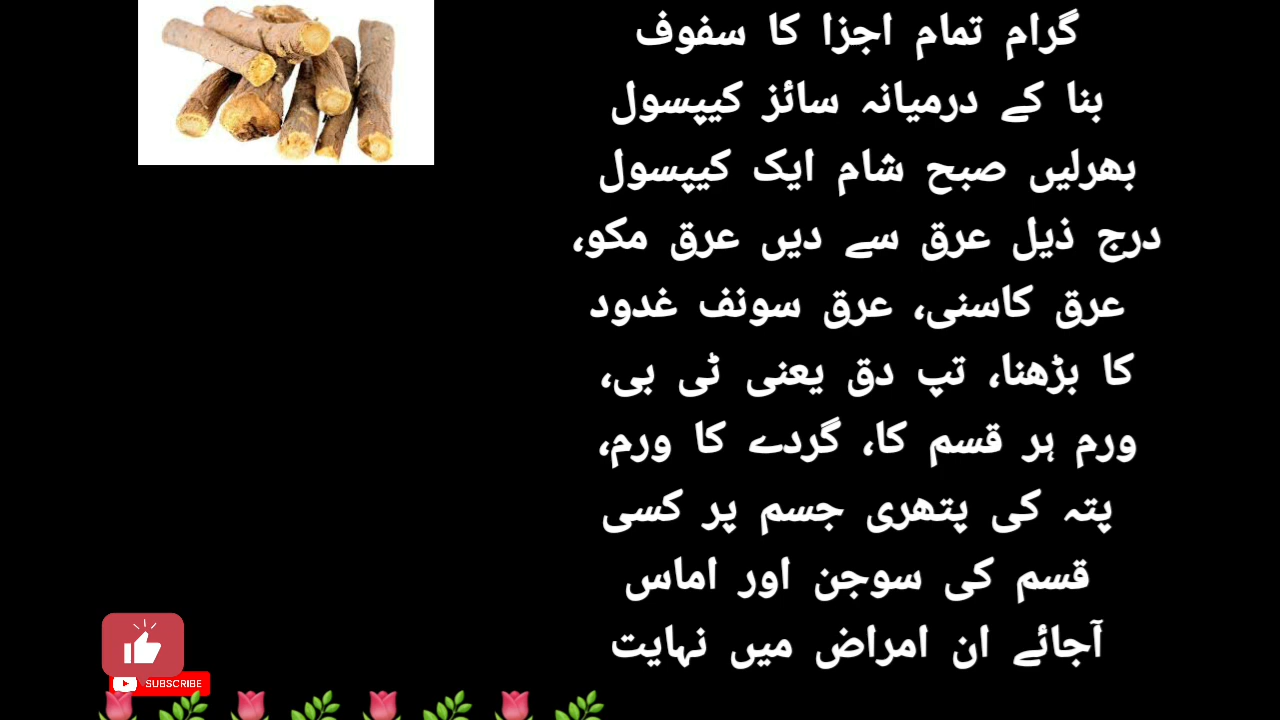 گرام تمام اجزا کا سفوف
بنا کے درمیانہ سائز کیپسول
بھرلیں صبح شام ایک کیپسول
درج ذیل عرق سے دیں عرق مکو،
عرق کاسنی، عرق سونف غدود
کا بڑھنا، تپ دق یعنی ٹی بی،
ورم ہر قسم کا، گردے کا ورم،
پتہ کی پتھری جسم پر کسی
قسم کی سوجن اور اماس
آجائے ان امراض میں نہایت
SUBSCRIBE